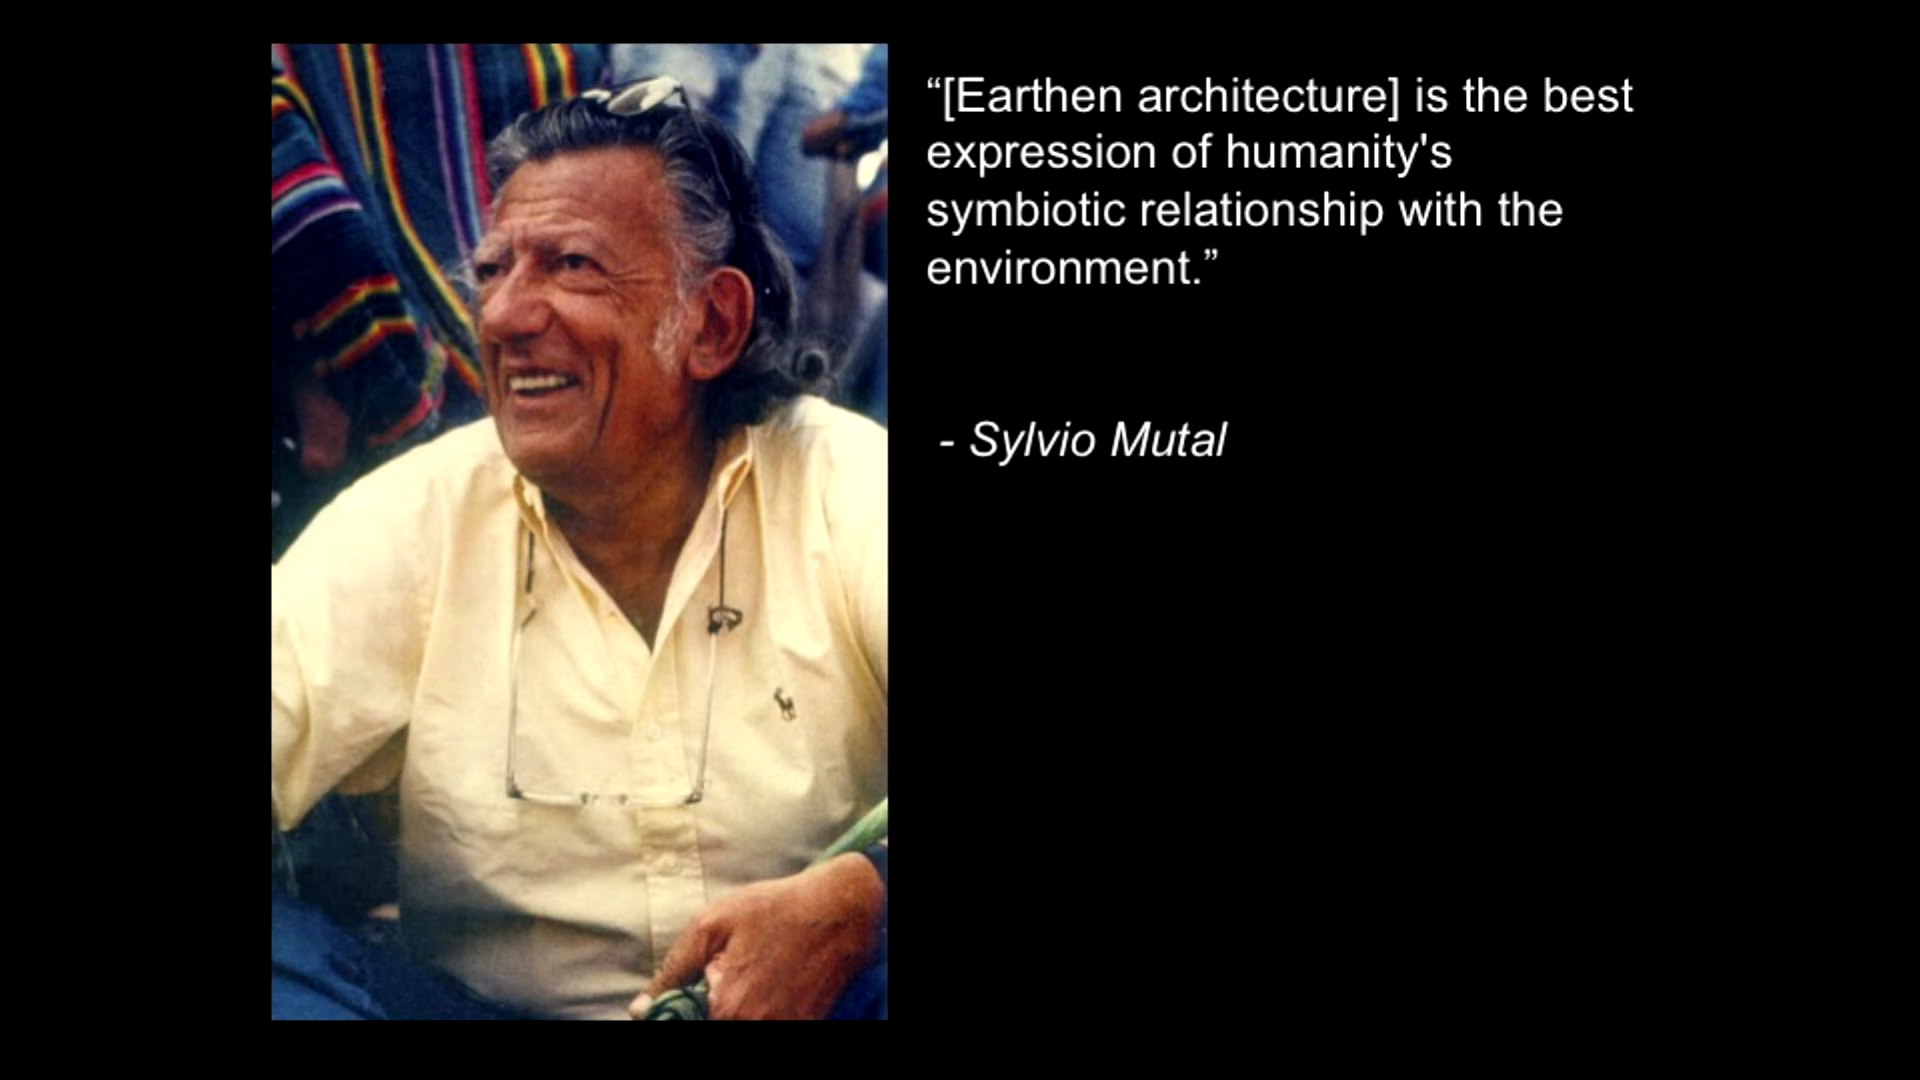 “[Earthen architecture] is the best
expression of humanity's
symbiotic relationship with the
environment.”
- Sylvio Mutal